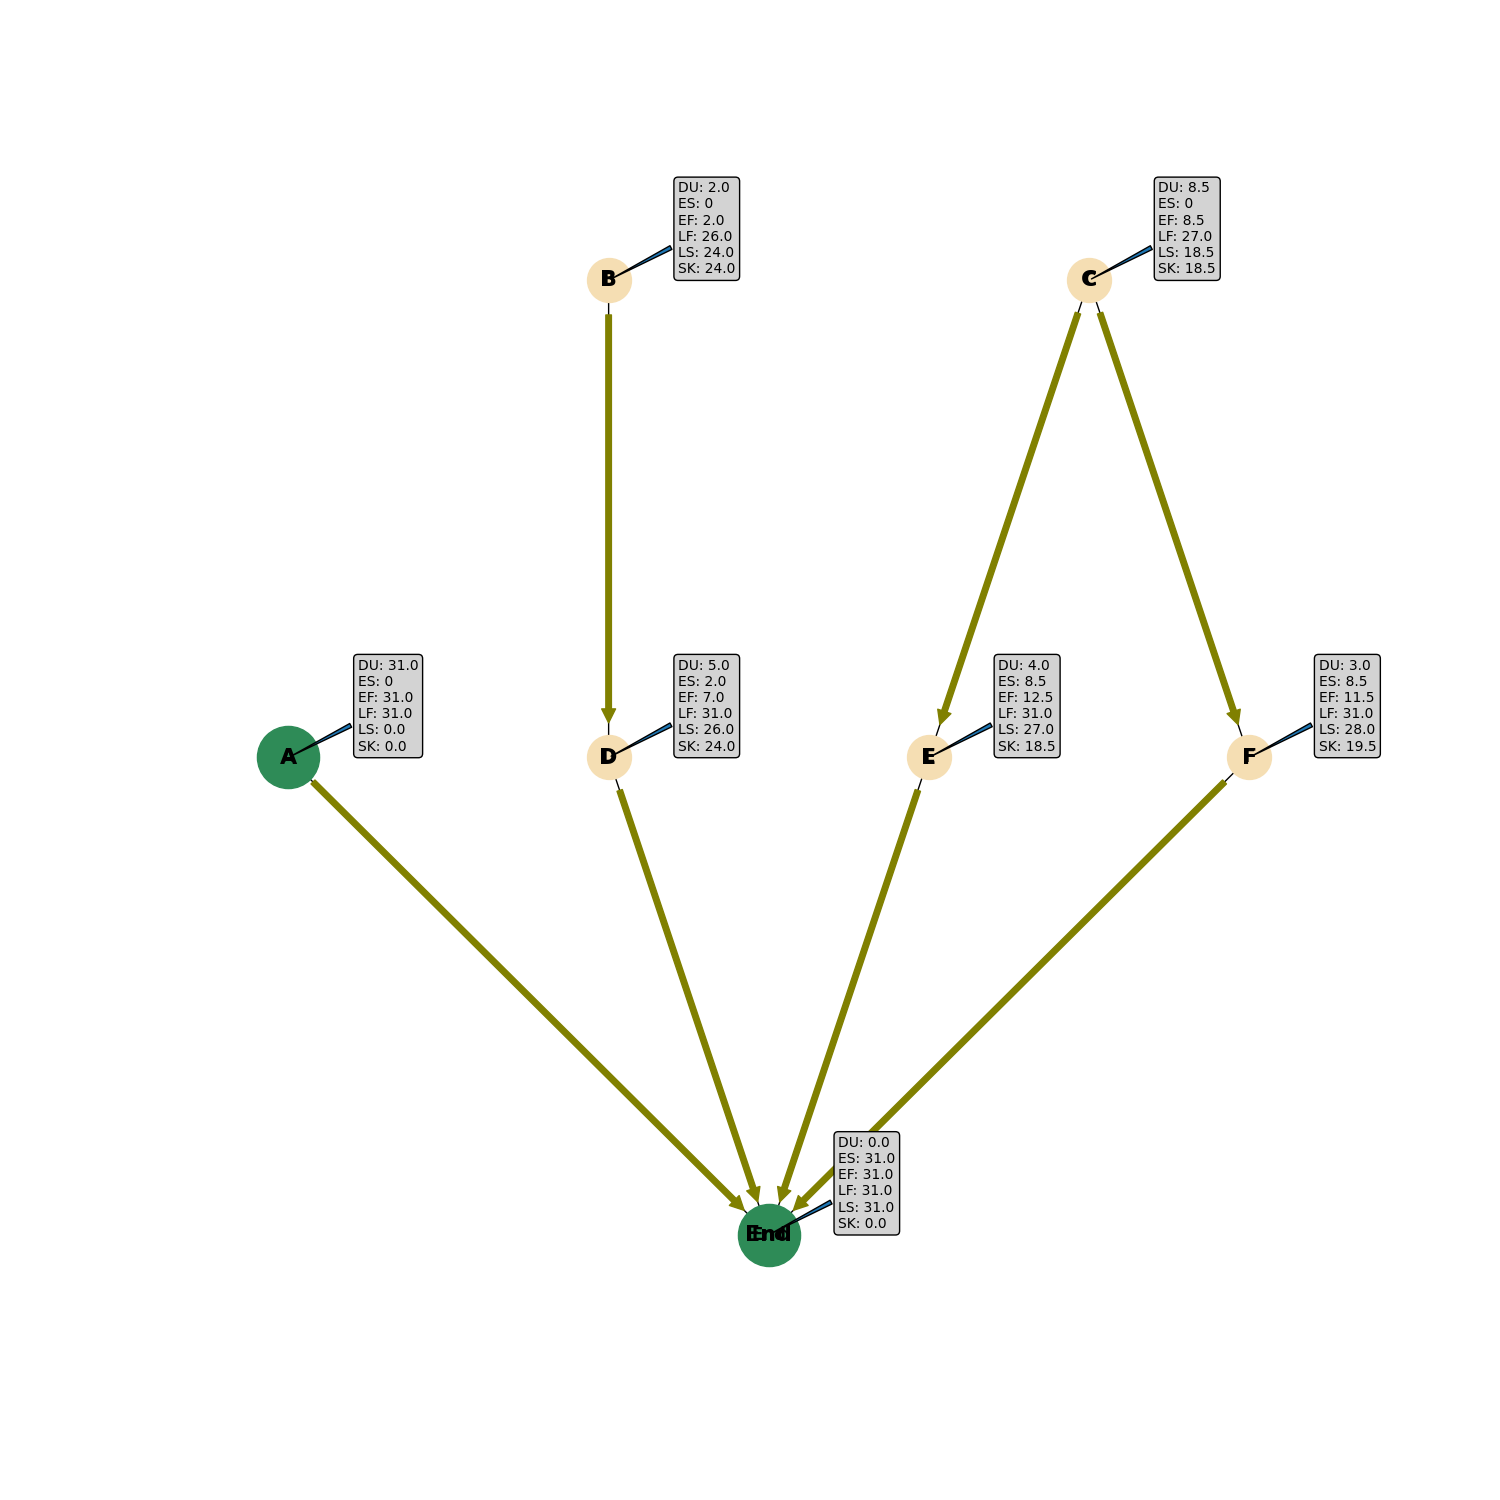 DU: 2.0
ES: 0
EF: 2.0
LF: 26.0
LS: 24.0
SK: 24.0
B
DU: 8.5
ES: 0
EF: 8.5
LF: 27.0
LS: 18.5
SK: 18.5
C
DU: 31.0
ES: 0
EF: 31.0
LF: 31.0
LS: 0.0
SK: 0.0
A
DU: 5.0
ES: 2.0
EF: 7.0
LF: 31.0
LS: 26.0
SK: 24.0
D
DU: 4.0
ES: 8.5
EF: 12.5
LF: 31.0
LS: 27.0
SK: 18.5
E
DU: 3.0
ES: 8.5
EF: 11.5
LF: 31.0
LS: 28.0
SK: 19.5
F
DU: 0.0
ES: 31.0
EF: 31.0
LF: 31.0
LS: 31.0
SK: 0.0
End